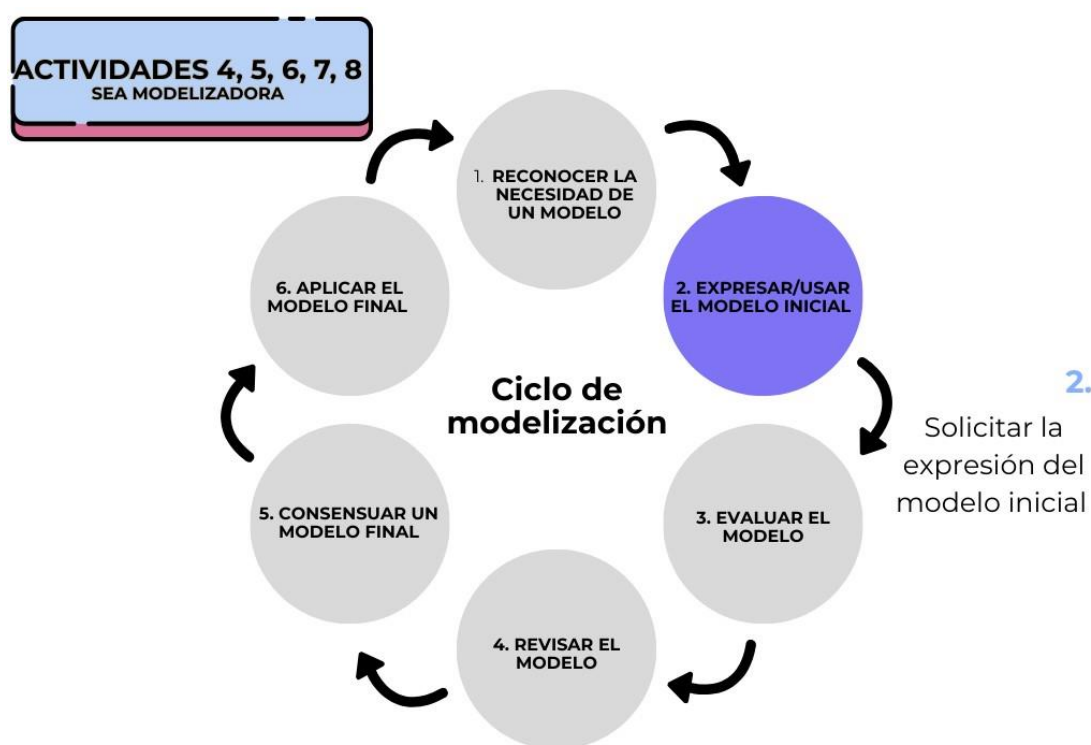 ACTIVIDADES 4, 5, 6, 7, 8
SEA MODELIZADORA
1. RECONOCER LA
NECESIDAD DE
UN MODELO
2. EXPRESAR/USAR
EL MODELO INICIAL
6. APLICAR EL
MODELO FINAL
Ciclo de
modelización
2.
Solicitar la
expresión del
modelo inicial
5. CONSENSUAR UN
MODELO FINAL
3. EVALUAR EL
MODELO
4. REVISAR EL
MODELO